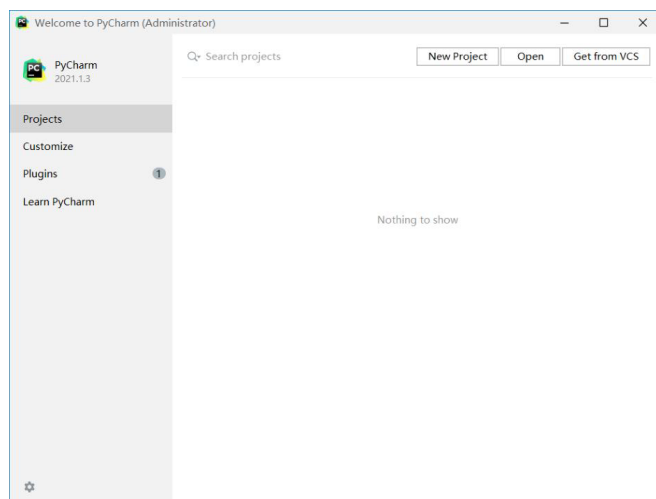 Welcome to PyCharm (Administrator)
PC
PyCharm
2021.1.3
Search projects
New Project
Open
Get from VCS
Projects
Customize
Plugins
1
Learn PyCharm
Nothing to show